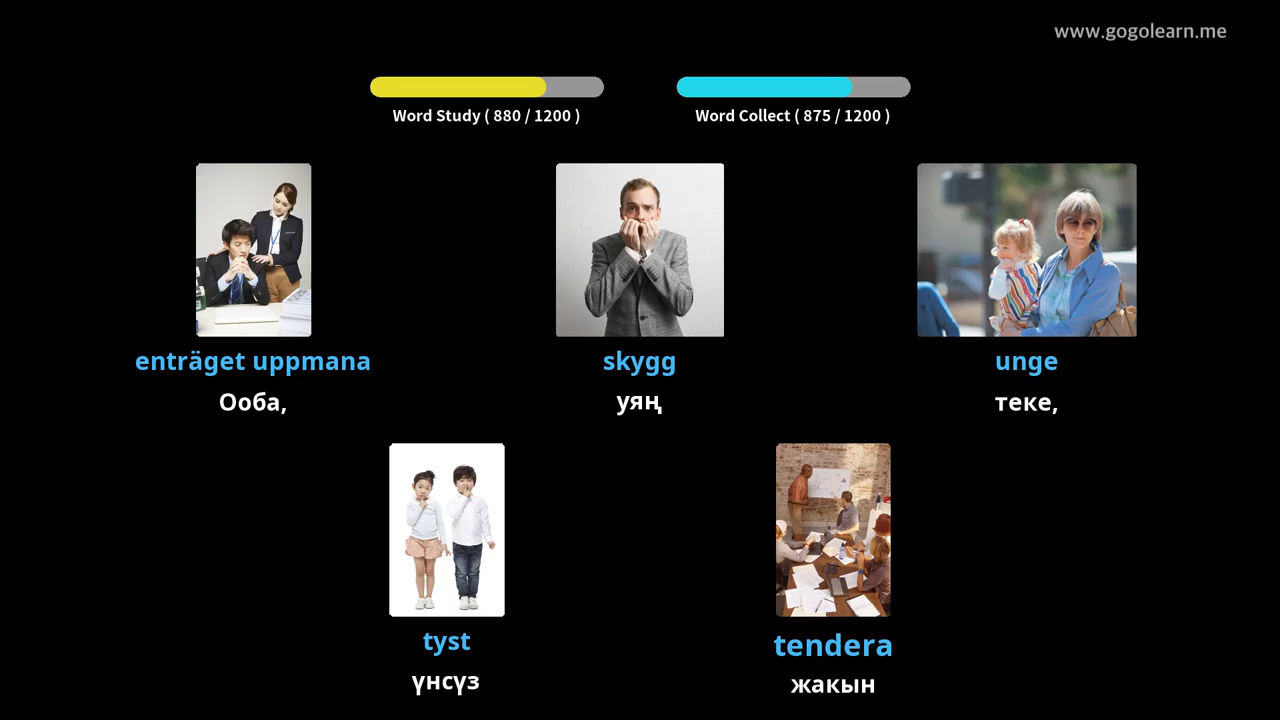 www.gogolearn.me
Word Study ( 880 / 1200 )
Word Collect ( 875 / 1200 )
enträget uppmana
Ооба,
skygg
уяң
unge
теке,
tyst
үнсүз
tendera
жакын